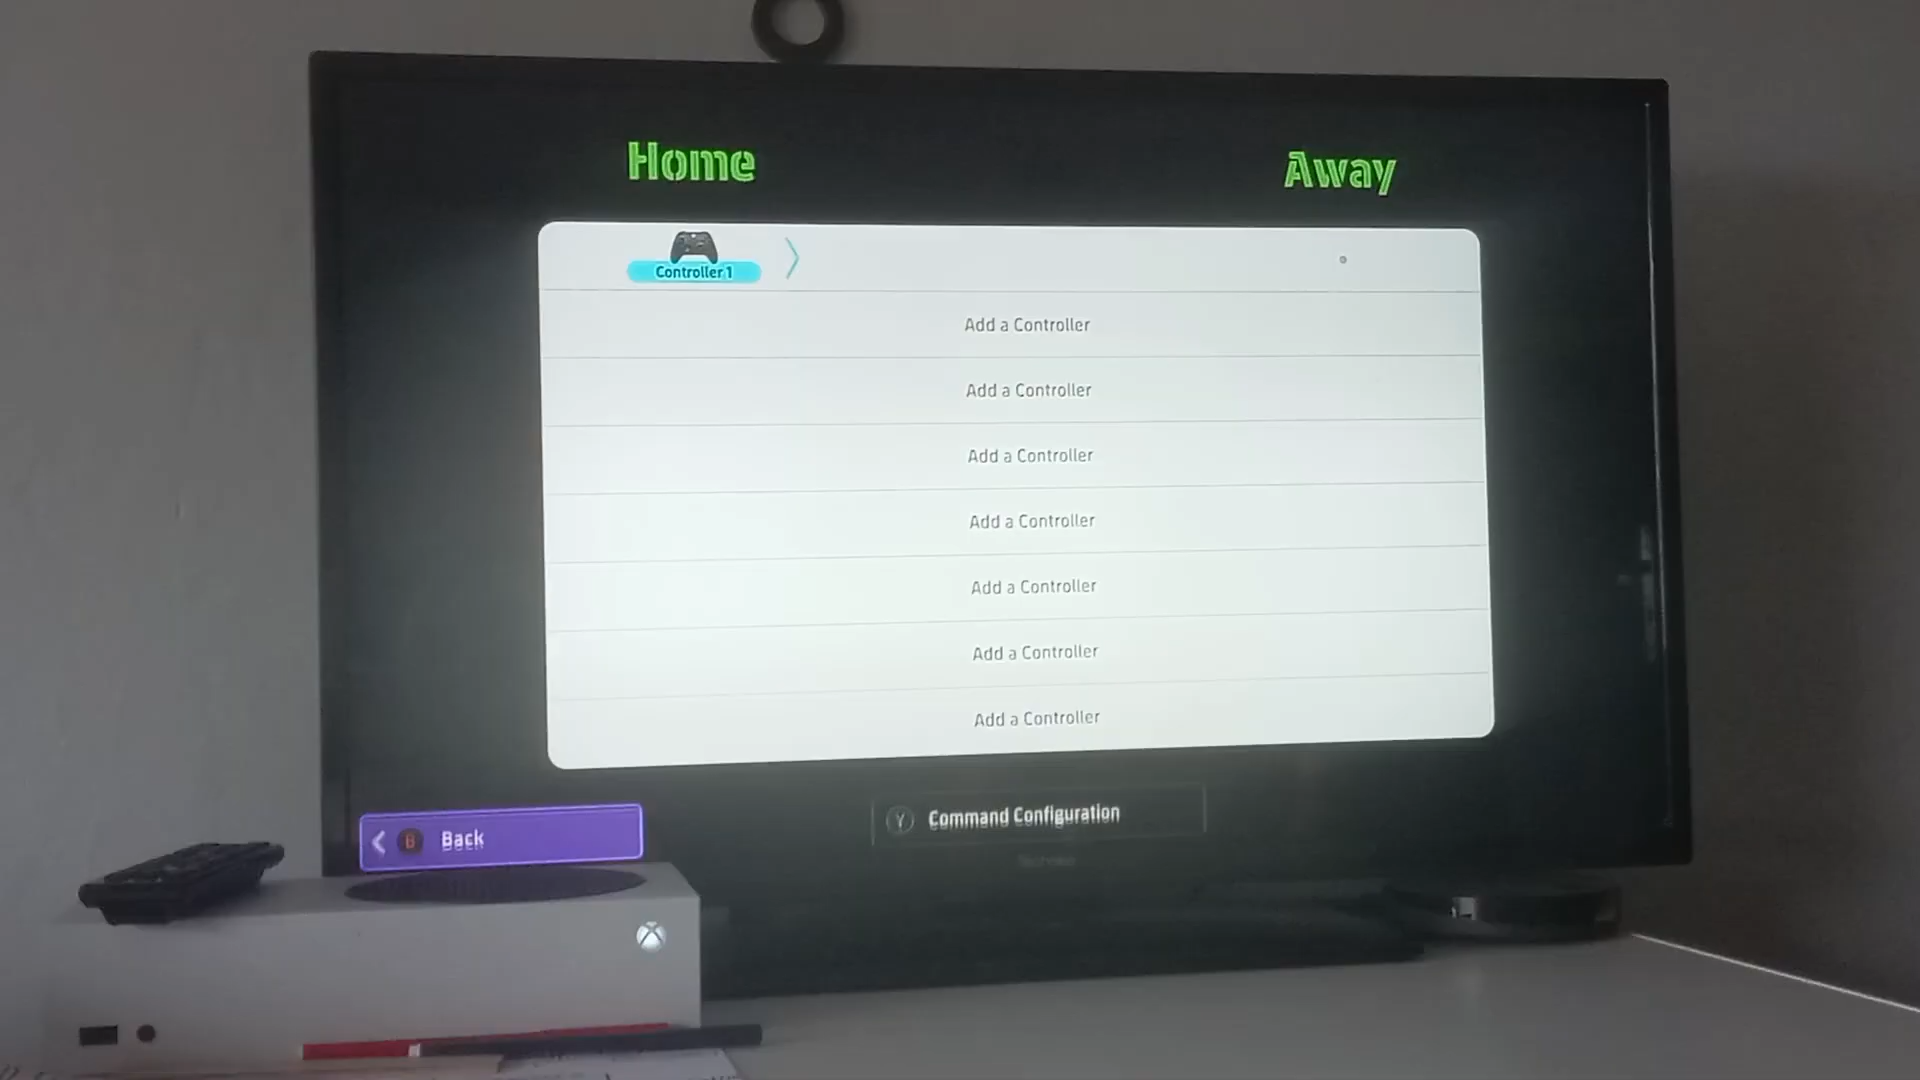 Home
Away
Controller 1
Add a Controller
Add a Controller
Add a Controller
Add a Controller
Add a Controller
Add a Controller
Add a Controller
B Back
Y Command Configuration